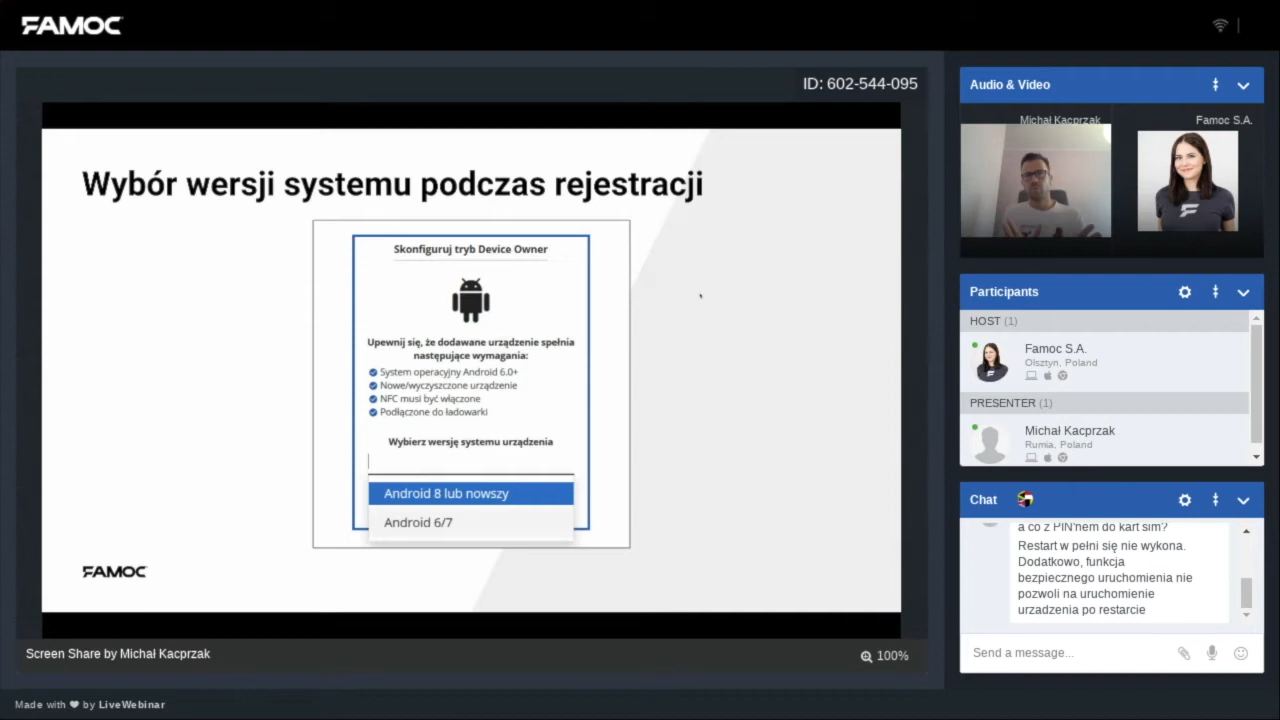 FAMOC
ID: 602-544-095
Wybór wersji systemu podczas rejestracji
Skonfiguruj tryb Device Owner
Upewnij się, że dodawane urządzenie spełnia
następujące wymagania:
System operacyjny Android 6.0+
Nowe/wyczyszczone urządzenie
NFC musi być włączone
Podłączone do ładowarki
Wybierz wersję systemu urządzenia
Android 8 lub nowszy
Android 6/7
FAMOC
Screen Share by Michał Kacprzak
100%
Made with ❤ by LiveWebinar
Audio & Video
Michał Kacprzak
Famoc S.A.
Participants
HOST (1)
Famoc S.A.
Olsztyn, Poland
PRESENTER (1)
Michał Kacprzak
Rumia, Poland
Chat
a co z PIN'nem do kart sim?
Restart w pełni się nie wykona.
Dodatkowo, funkcja
bezpiecznego uruchomienia nie
pozwoli na uruchomienie
urzadzenia po restarcie
Send a message...